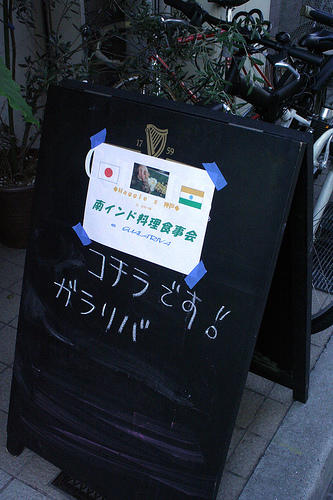 17 59
南インド料理食事会
コチラです!!
ガラリバ